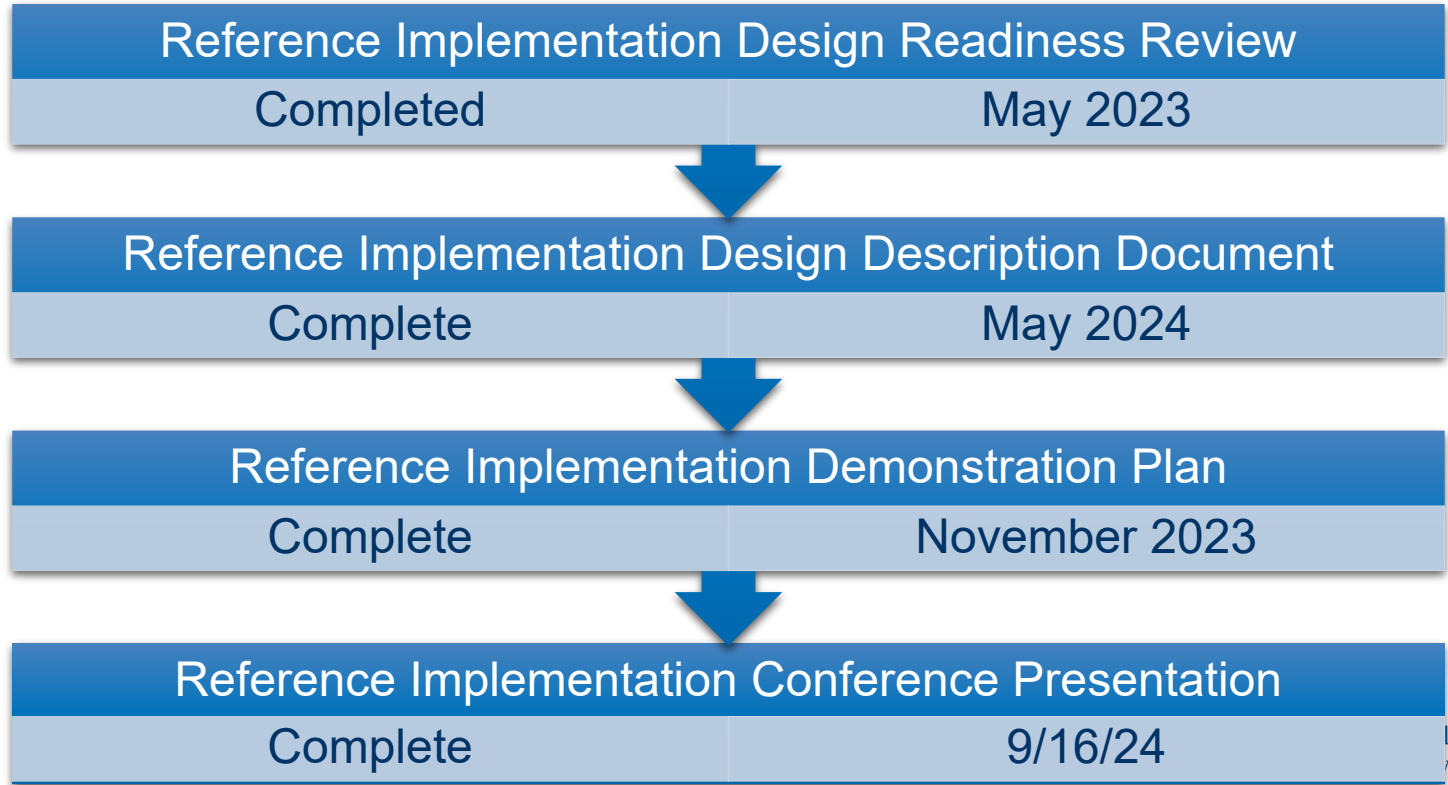 Reference Implementation Design Readiness Review
Completed May 2023
Reference Implementation Design Description Document
Complete May 2024
Reference Implementation Demonstration Plan
Complete November 2023
Reference Implementation Conference Presentation
Complete 9/16/24